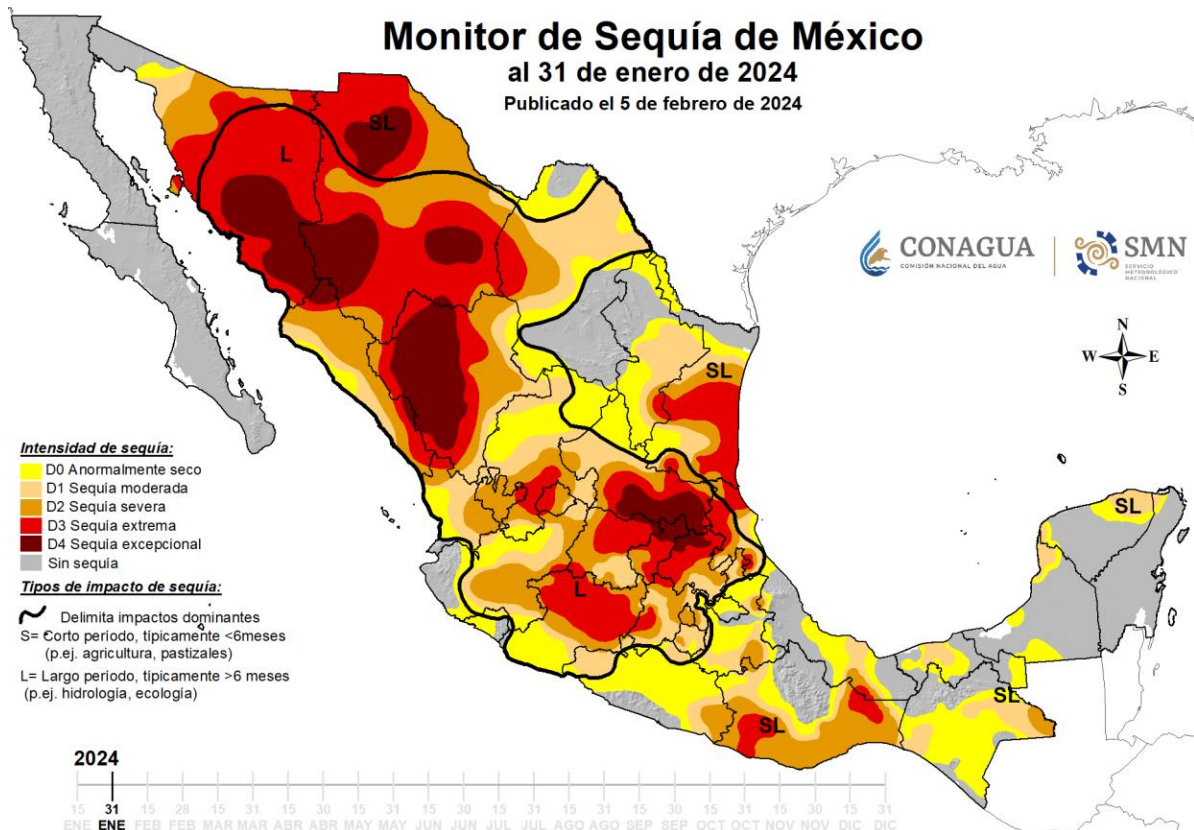 Monitor de Sequía de México
al 31 de enero de 2024
Publicado el 5 de febrero de 2024
SL
L
CONAGUA
COMISIÓN NACIONAL DEL AGUA
SMN
SERVICIO
METEOROLÓGICO
NACIONAL
N
W E
S
SL
Intensidad de sequía:
D0 Anormalmente seco
D1 Sequía moderada
D2 Sequía severa
D3 Sequía extrema
D4 Sequía excepcional
Sin sequía
SL
Tipos de impacto de sequía:
L
Delimita impactos dominantes
S= Corto período, típicamente <6meses
(p.ej. agricultura, pastizales)
L= Largo período, típicamente >6 meses
(p.ej. hidrología, ecología)
SL
SL
2024
15 31 15 28 15 31 15 30 15 31 15 30 15 31 15 31 15 30 15 31 15 30 15 31
ENE ENE FEB FEB MAR MAR ABR ABR MAY MAY JUN JUN JUL JUL AGO AGO SEP SEP OCT OCT NOV NOV DIC DIC